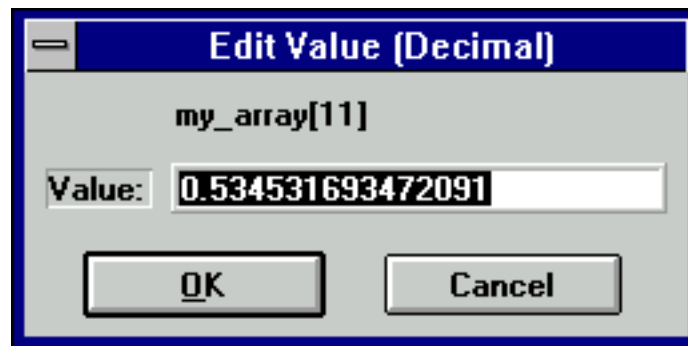 Edit Value (Decimal)
my_array[11]
Value: 0.534531693472091
OK Cancel